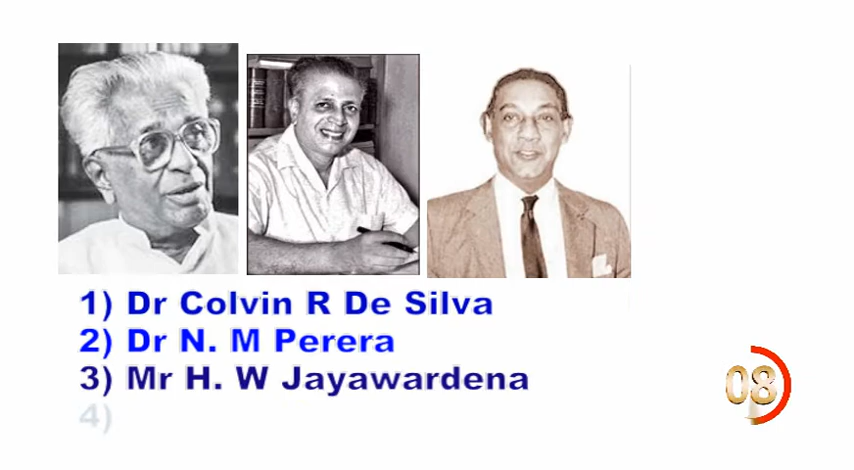 1) Dr Colvin R De Silva
2) Dr N. M Perera
3) Mr H. W Jayawardena
4)
08